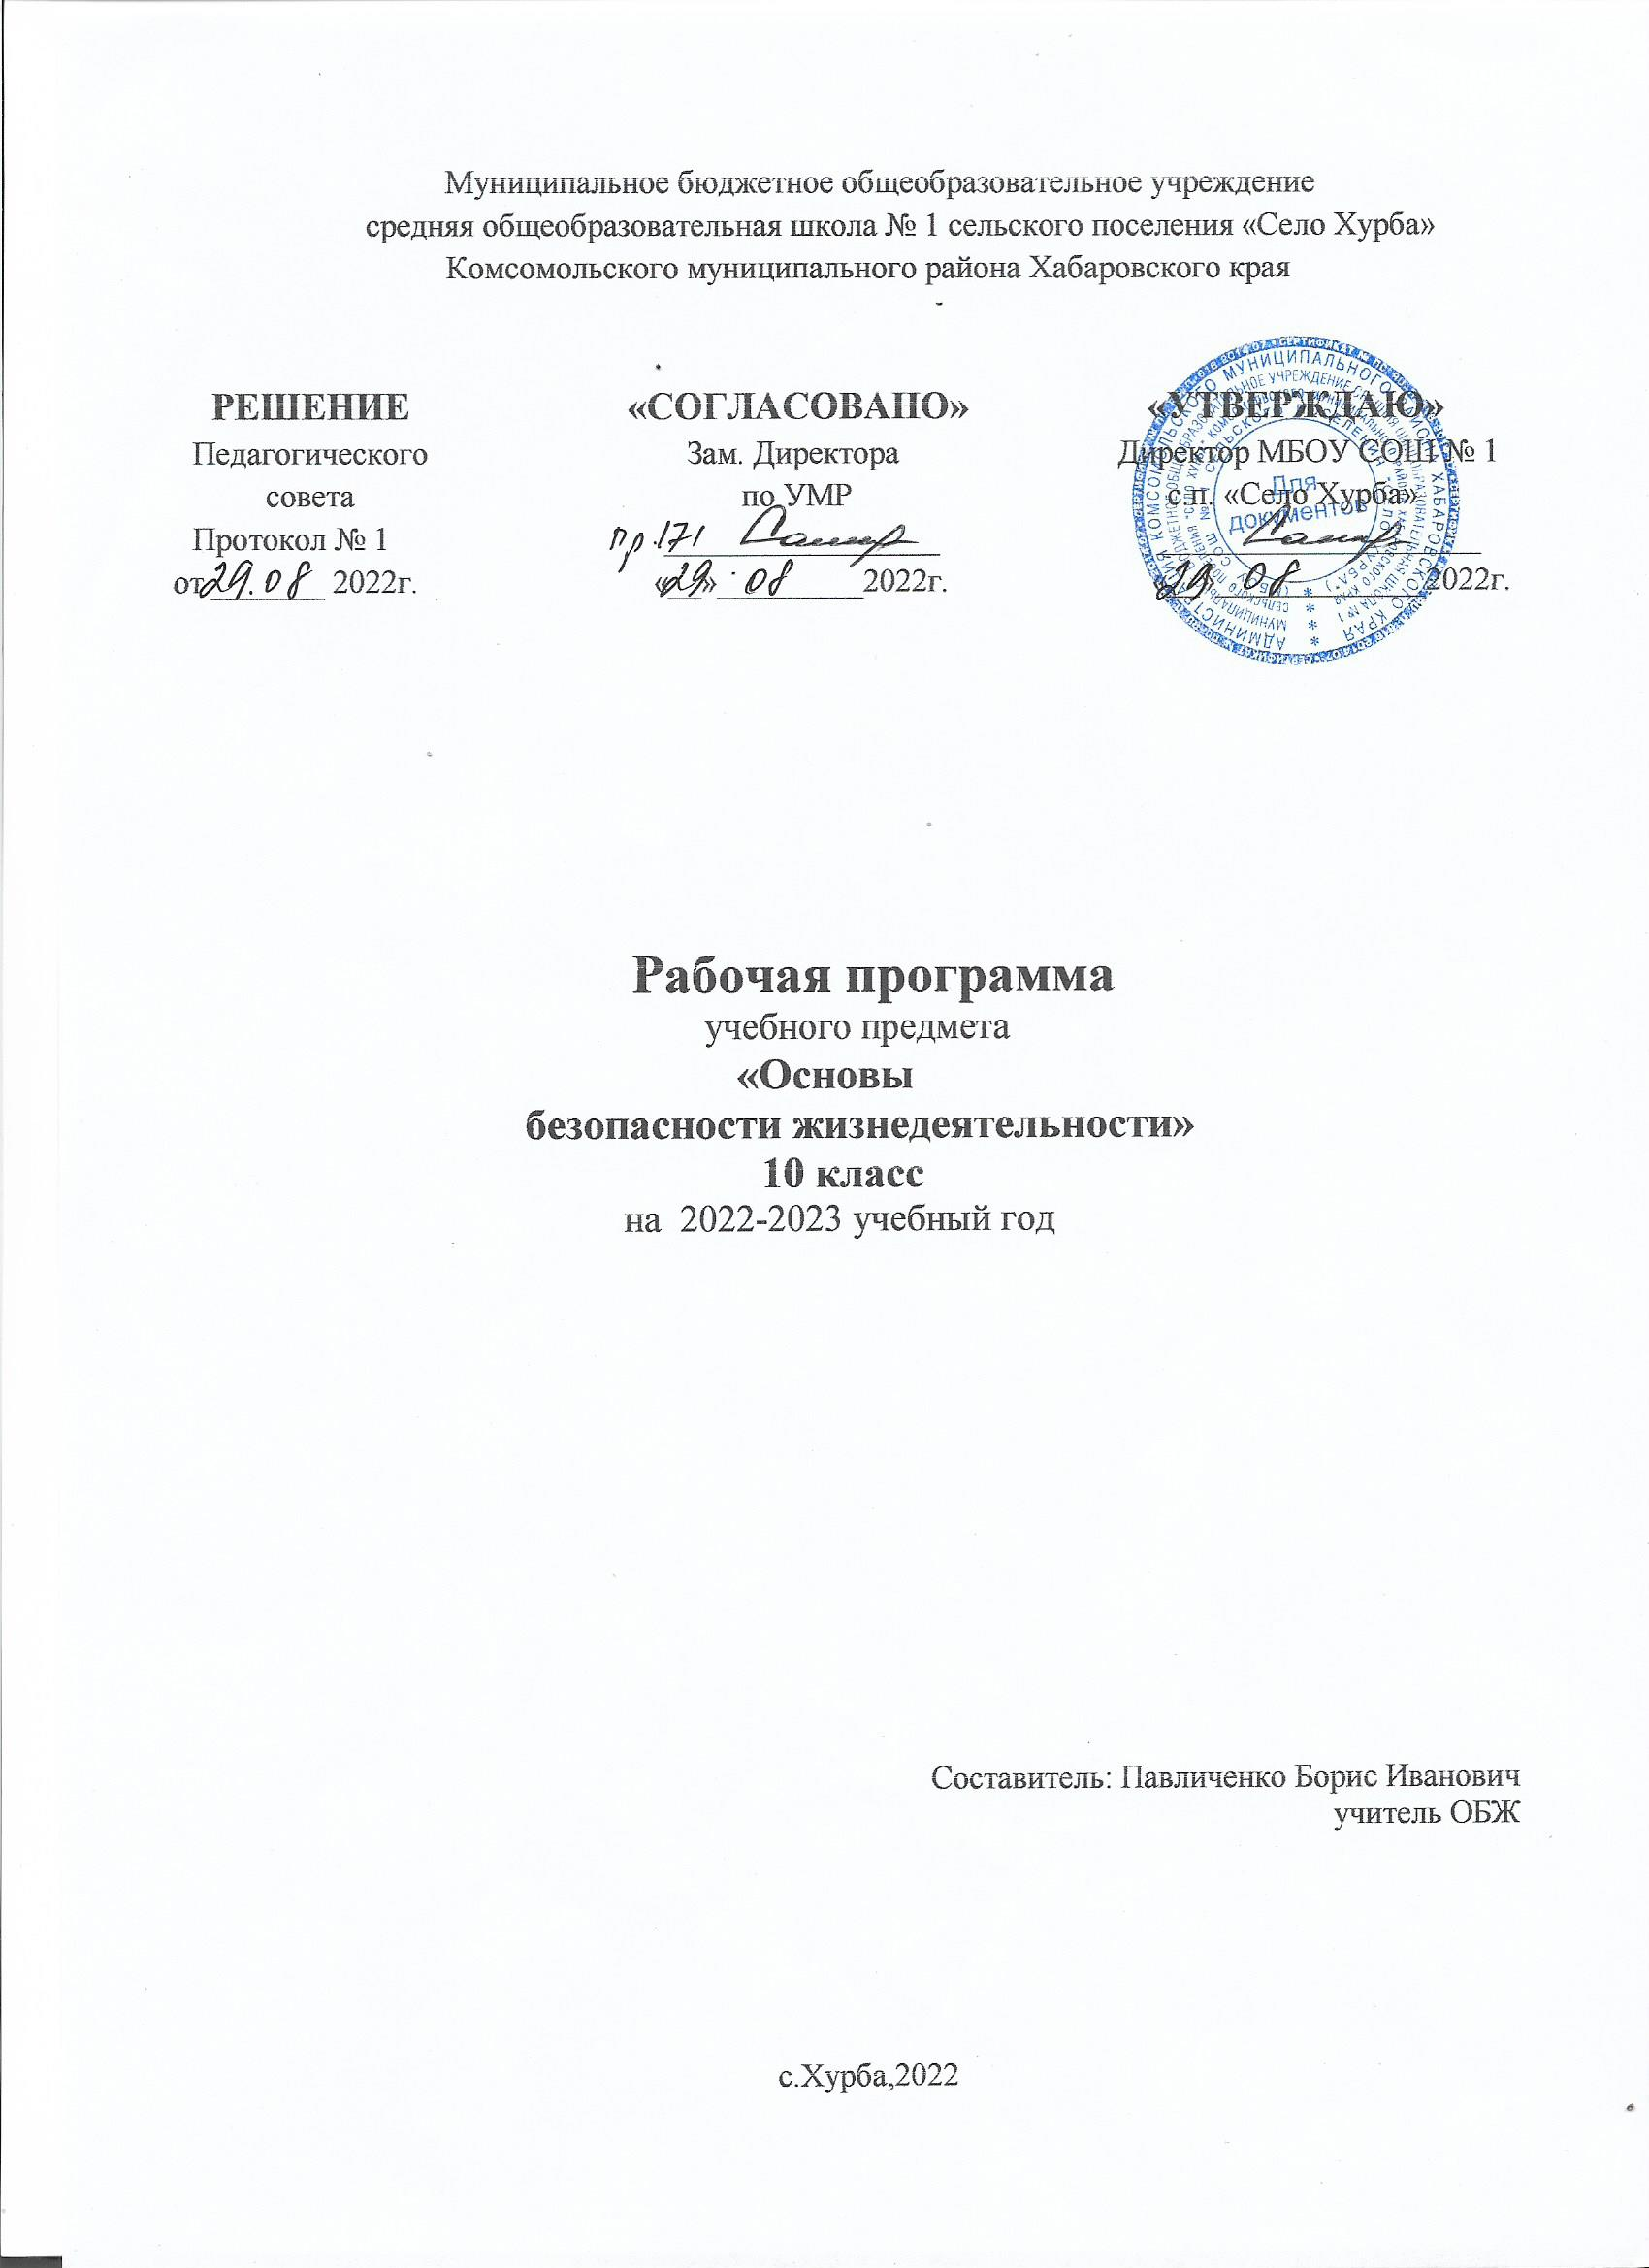 Муниципальное бюджетное общеобразовательное учреждение
средняя общеобразовательная школа № 1 сельского поселения «Село Хурба»
Комсомольского муниципального района Хабаровского края
РЕШЕНИЕ
Педагогического
совета
Протокол № 1
от 29.08 2022г.
«СОГЛАСОВАНО»
Зам. Директора
по УМР
пр.171
«29» 08 2022г.
«УТВЕРЖДАЮ»
Директор МБОУ СОШ № 1
с.п. «Село Хурба»
«29» 08 2022г.
Для
документов
Рабочая программа
учебного предмета
«Основы
безопасности жизнедеятельности»
10 класс
на 2022-2023 учебный год
Составитель: Павличенко Борис Иванович
учитель ОБЖ
с.Хурба,2022